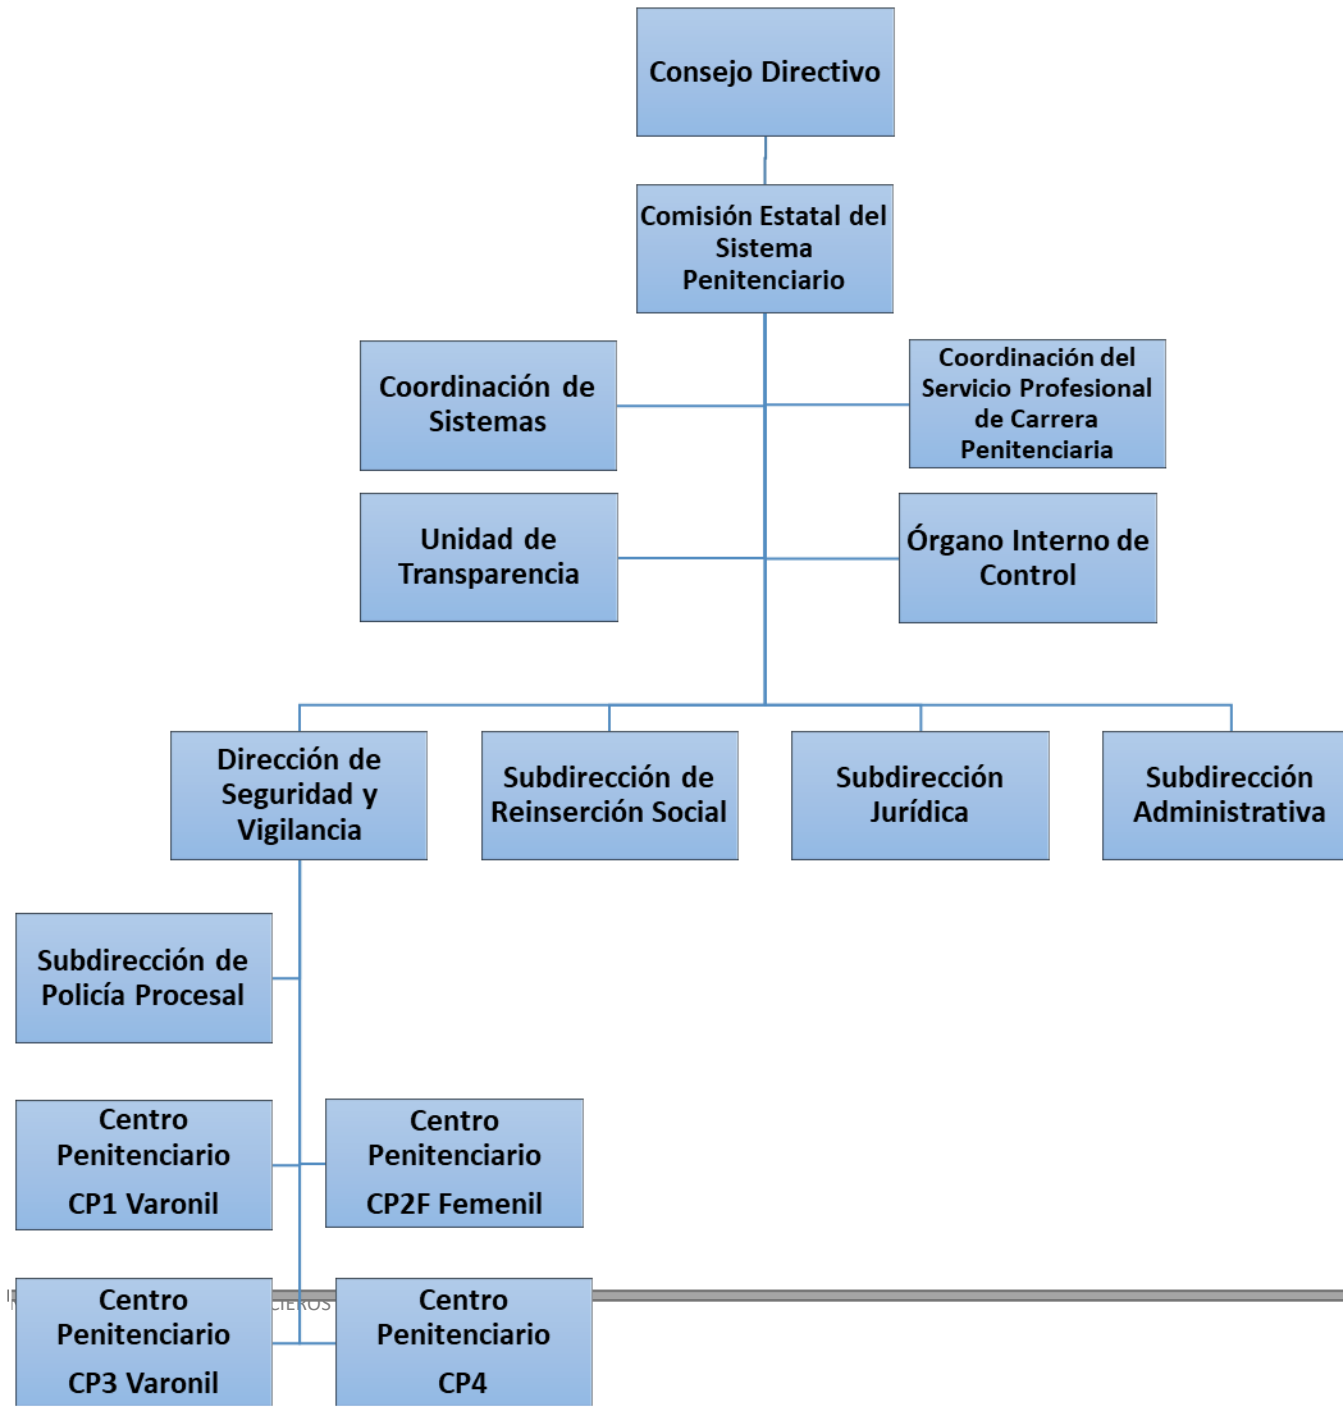 Consejo Directivo
Comisión Estatal del
Sistema
Penitenciario
Coordinación de
Sistemas
Coordinación del
Servicio Profesional
de Carrera
Penitenciaria
Unidad de
Transparencia
Órgano Interno de
Control
Dirección de
Seguridad y
Vigilancia
Subdirección de
Reinserción Social
Subdirección
Jurídica
Subdirección
Administrativa
Subdirección de
Policía Procesal
Centro
Penitenciario
CP1 Varonil
Centro
Penitenciario
CP2F Femenil
Centro
Penitenciario
CP3 Varonil
Centro
Penitenciario
CP4